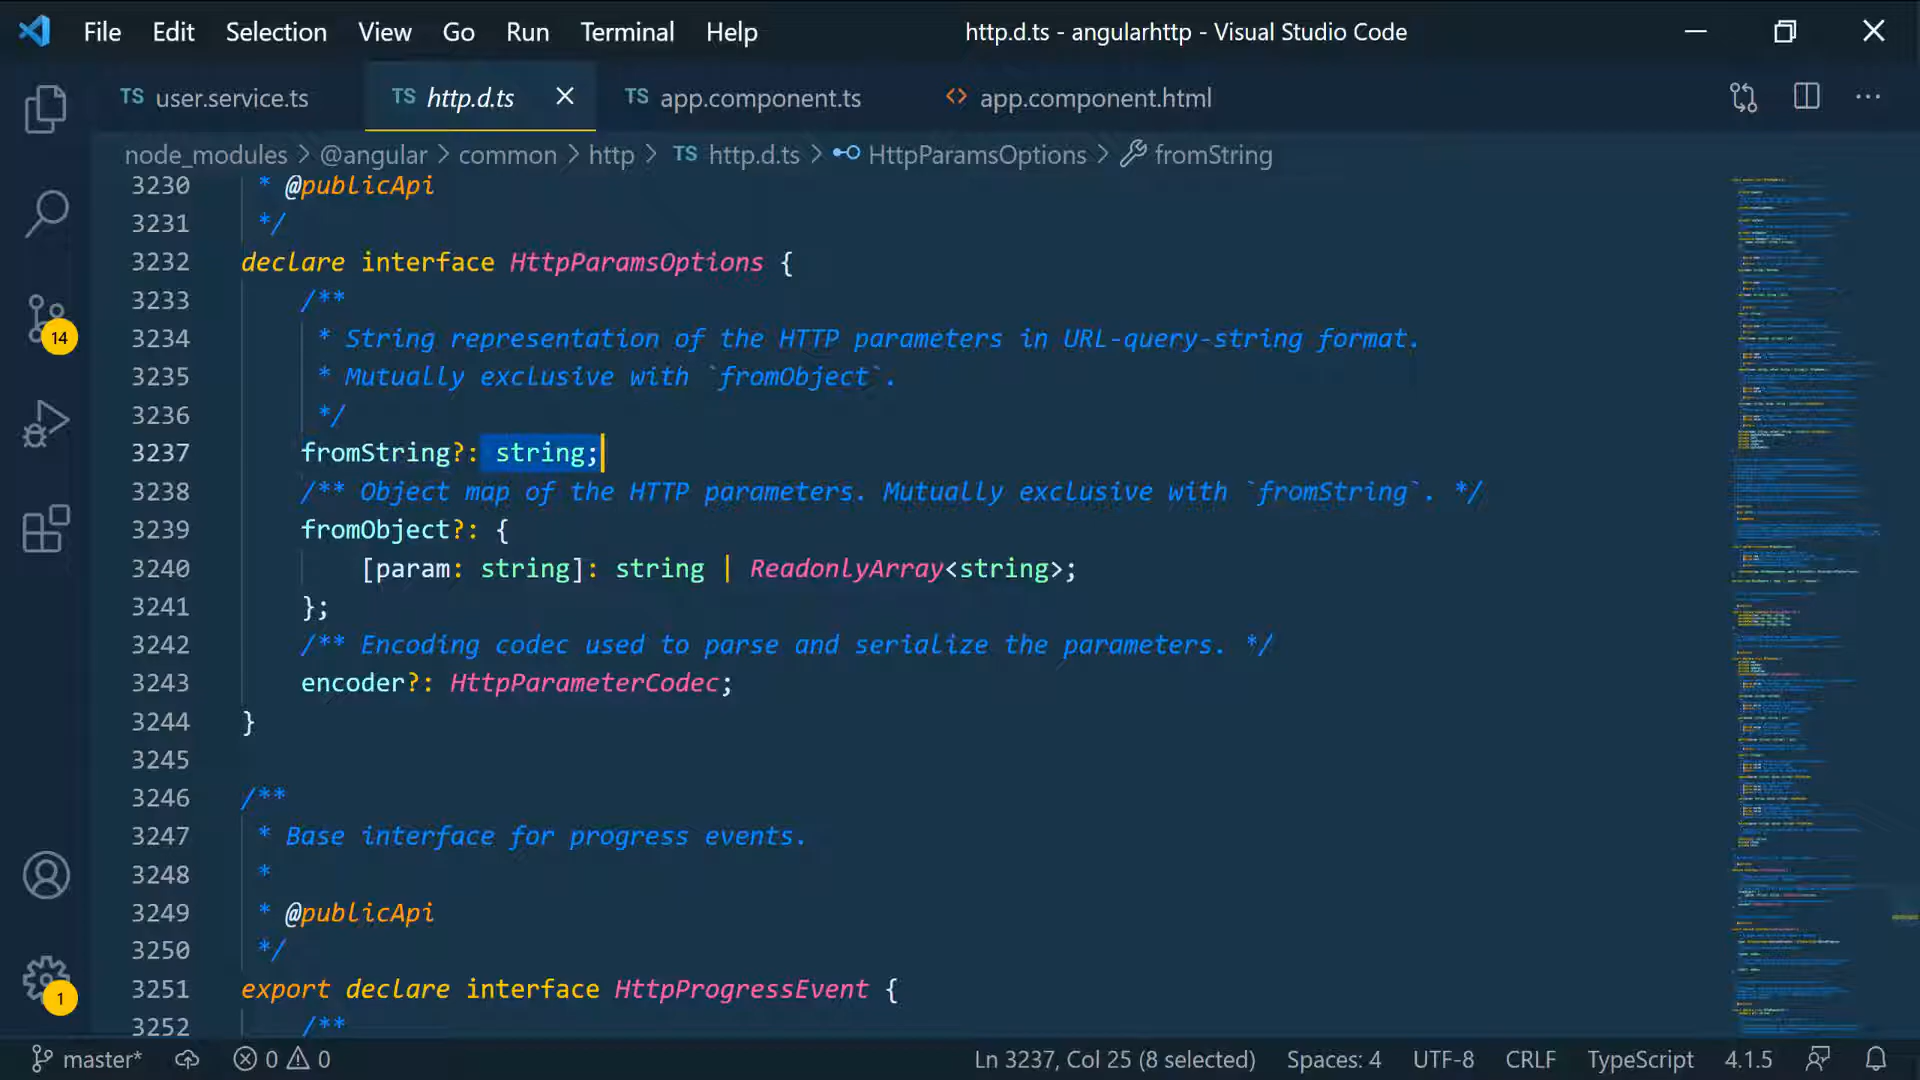 File Edit Selection View Go Run Terminal Help http.d.ts - angularhttp - Visual Studio Code
TS user.service.ts TS http.d.ts TS app.component.ts <> app.component.html
node_modules > @angular > common > http > TS http.d.ts > HttpParamsOptions > fromString
3230 * @publicApi
3231 */
3232 declare interface HttpParamsOptions {
3233 /**
3234 * String representation of the HTTP parameters in URL-query-string format.
3235 * Mutually exclusive with `fromObject`.
3236 */
3237 fromString?: string;
3238 /** Object map of the HTTP parameters. Mutually exclusive with `fromString`. */
3239 fromObject?: {
3240 [param: string]: string | ReadonlyArray<string>;
3241 };
3242 /** Encoding codec used to parse and serialize the parameters. */
3243 encoder?: HttpParameterCodec;
3244 }
3245
3246 /**
3247 * Base interface for progress events.
3248 *
3249 * @publicApi
3250 */
3251 export declare interface HttpProgressEvent {
3252 /**
14
1
master* 0 0 Ln 3237, Col 25 (8 selected) Spaces: 4 UTF-8 CRLF TypeScript 4.1.5